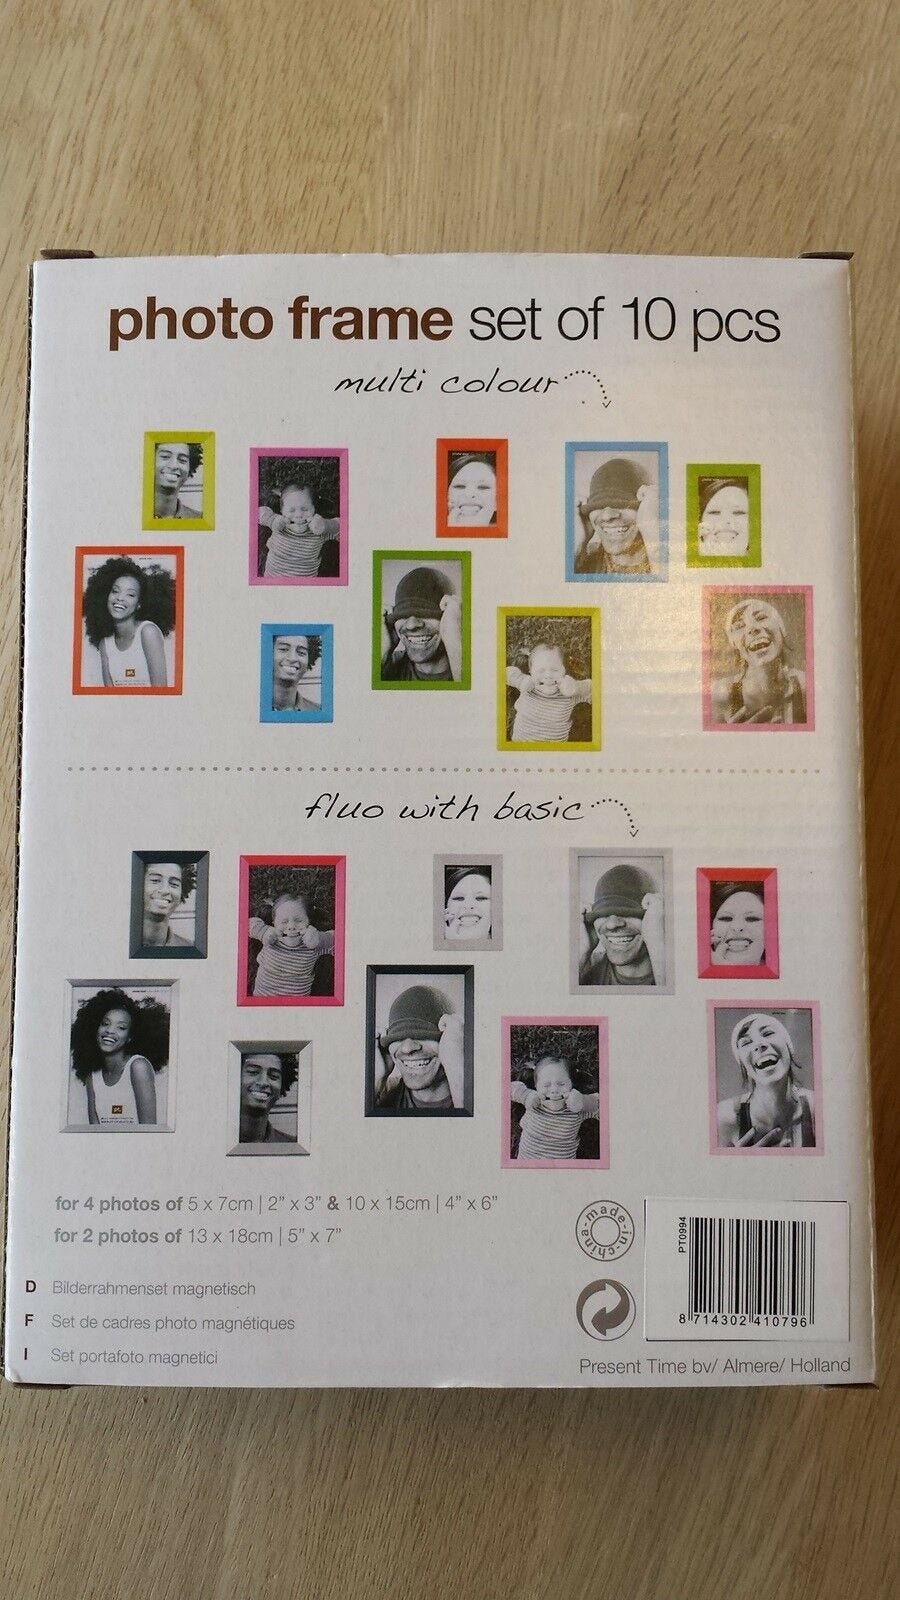 photo frame set of 10 pcs
multi colour
fluo with basic
for 4 photos of 5 x 7cm | 2” x 3” & 10 x 15cm | 4” x 6”
for 2 photos of 13 x 18cm | 5” x 7”
D Bilderrahmenset magnetisch
F Set de cadres photo magnétiques
I Set portafoto magnetici
made-in-china
PT0994
8 714302 410796
Present Time bv/ Almere/ Holland